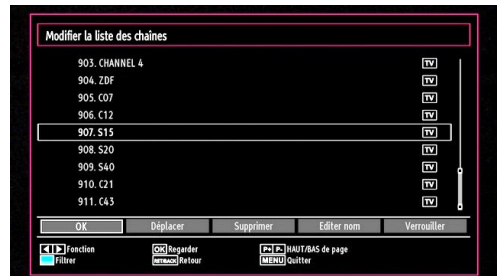 Modifier la liste des chaînes
903. CHANNEL 4 TV
904. ZDF TV
905. C07 TV
906. C12 TV
907. S15 TV
908. S20 TV
909. S40 TV
910. C21 TV
911. C43 TV
OK Déplacer Supprimer Editer nom Verrouiller
Fonction OK Regarder P+ P- HAUT/BAS de page
Filtrer RET/BACK Retour MENU Quitter